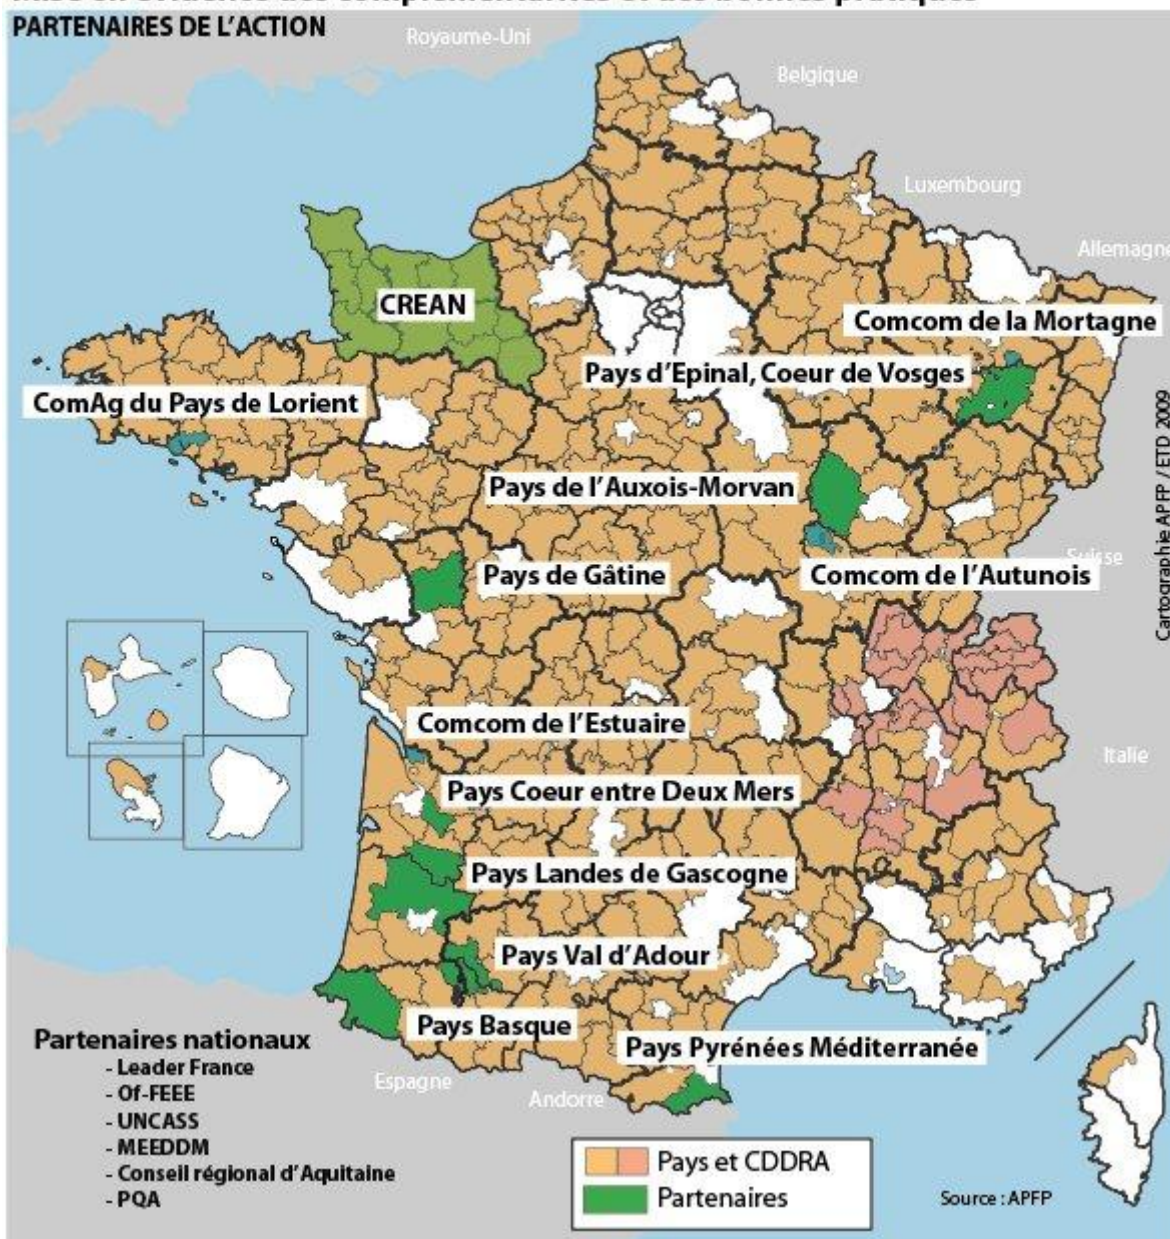 PARTENAIRES DE L'ACTION
Royaume-Uni
Belgique
Luxembourg
Allemagne
CREAN
Comcom de la Mortagne
Pays d'Epinal, Coeur de Vosges
ComAg du Pays de Lorient
Pays de l'Auxois-Morvan
Suisse
Pays de Gâtine
Comcom de l'Autunois
Comcom de l'Estuaire
Italie
Pays Coeur entre Deux Mers
Pays Landes de Gascogne
Pays Val d'Adour
Pays Basque
Pays Pyrénées Méditerranée
Espagne
Andorre
Partenaires nationaux
- Leader France
- Of-FEEE
- UNCASS
- MEEDDM
- Conseil régional d'Aquitaine
- PQA
Pays et CDDRA
Partenaires
Source : APFP
Cartographie APFP / ETD 2009